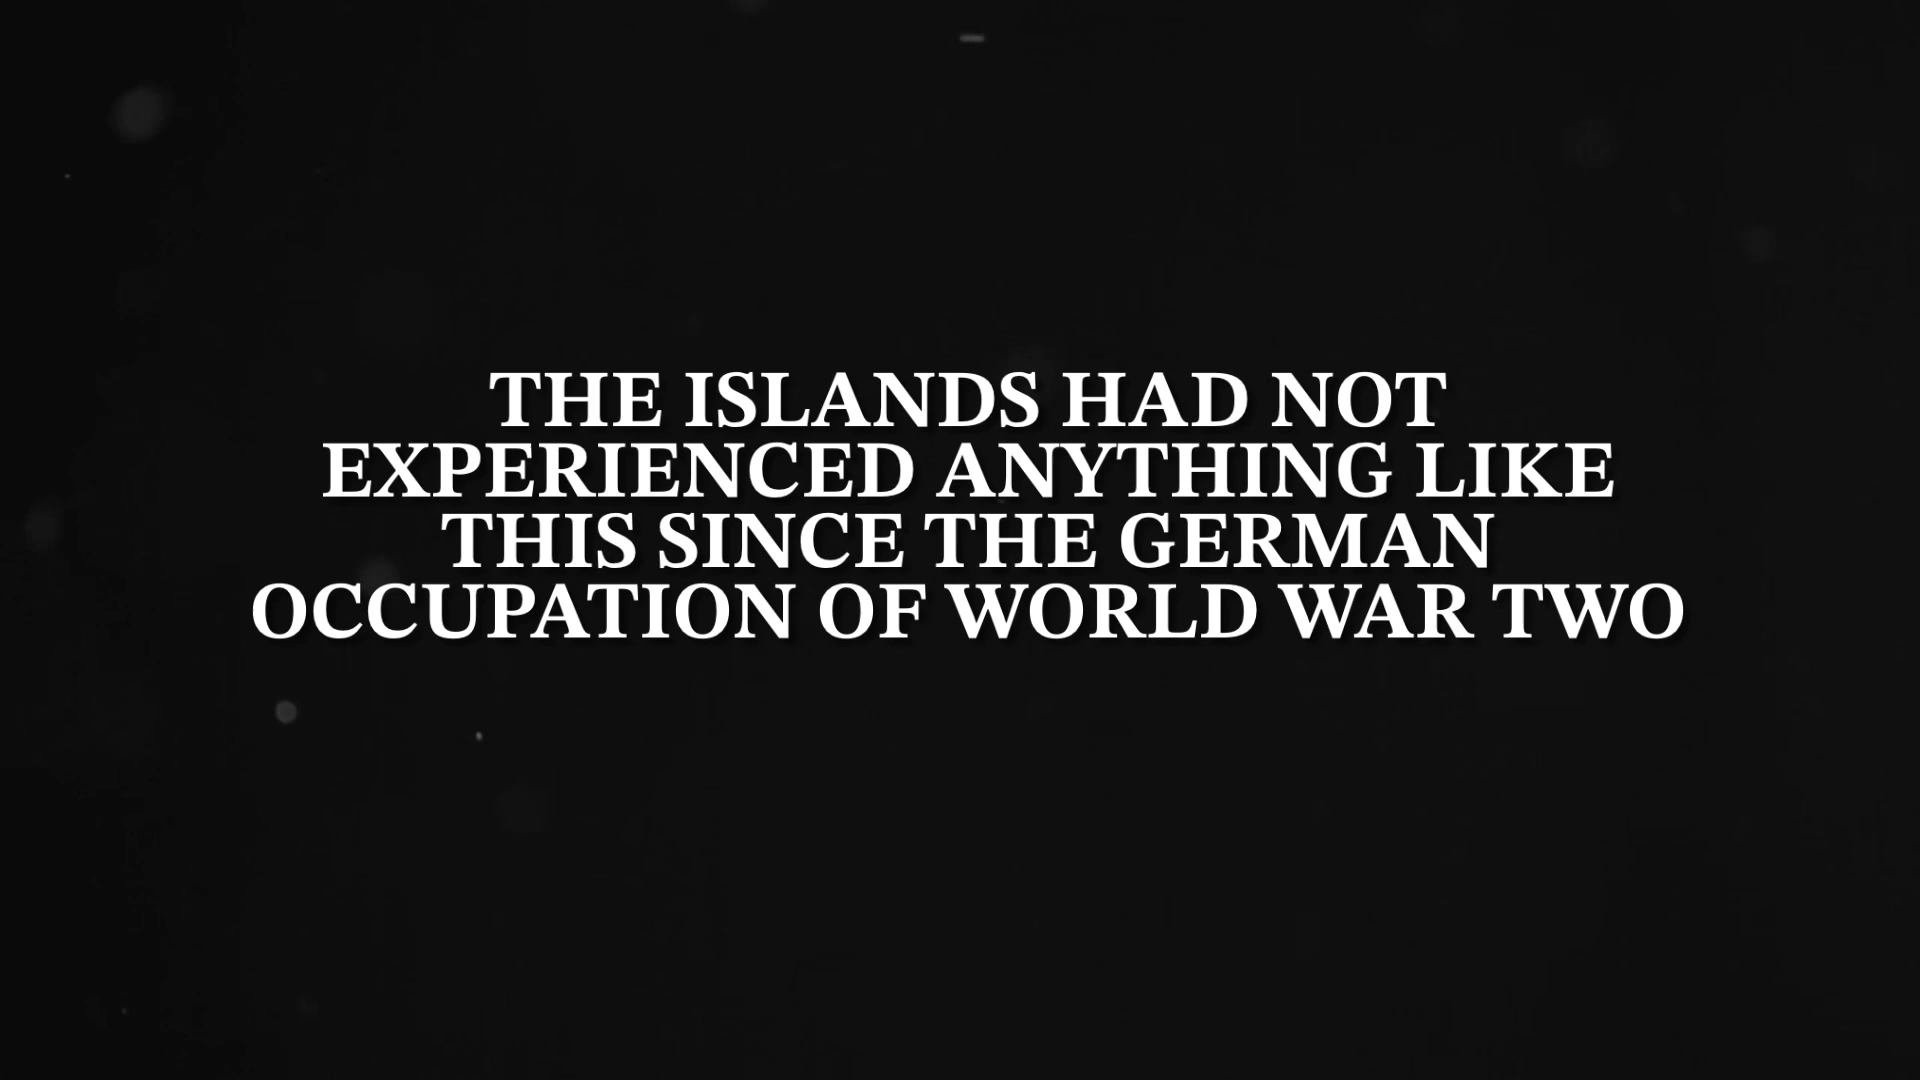 THE ISLANDS HAD NOT
EXPERIENCED ANYTHING LIKE
THIS SINCE THE GERMAN
OCCUPATION OF WORLD WAR TWO